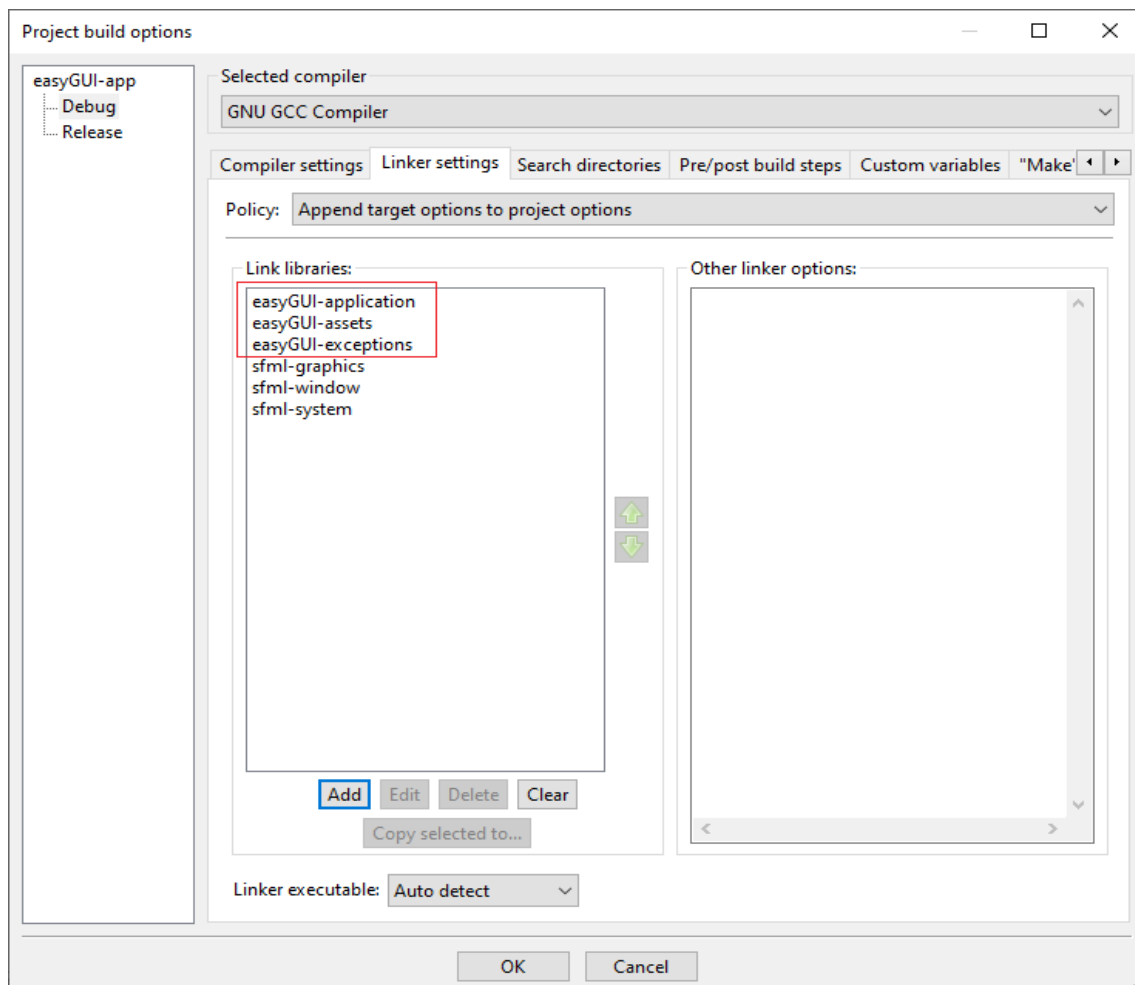 Project build options
easyGUI-app
Debug
Release
Selected compiler
GNU GCC Compiler
Compiler settings
Linker settings
Search directories
Pre/post build steps
Custom variables
"Make'
Policy:
Append target options to project options
Link libraries:
easyGUI-application
easyGUI-assets
easyGUI-exceptions
sfml-graphics
sfml-window
sfml-system
Add
Edit
Delete
Clear
Copy selected to...
Other linker options:
Linker executable:
Auto detect
OK
Cancel